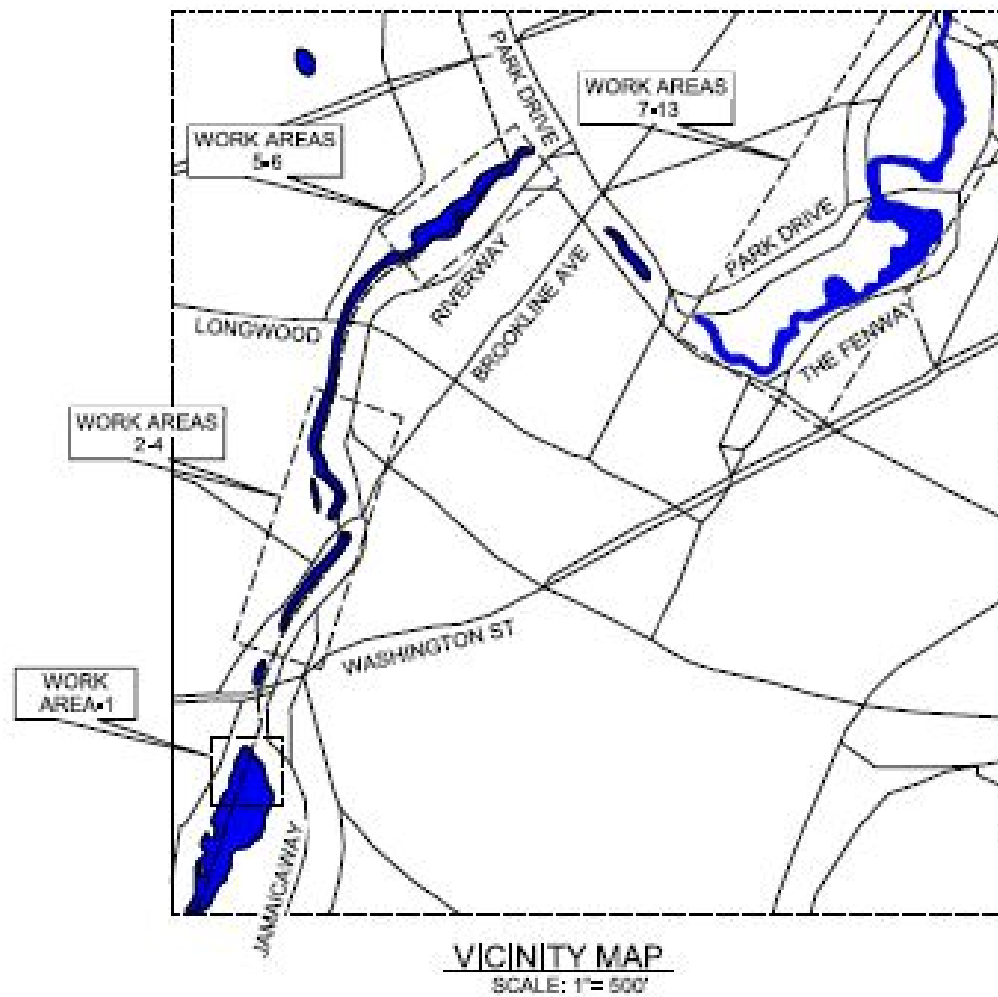 PARK DRIVE
WORK AREAS
7-13
WORK AREAS
5-6
PARK DRIVE
RIVERWAY
BROOKLINE AVE
LONGWOOD
THE FENWAY
WORK AREAS
2-4
WASHINGTON ST
WORK
AREA-1
JAMAICAWAY
VICINITY MAP
SCALE: 1"= 500'